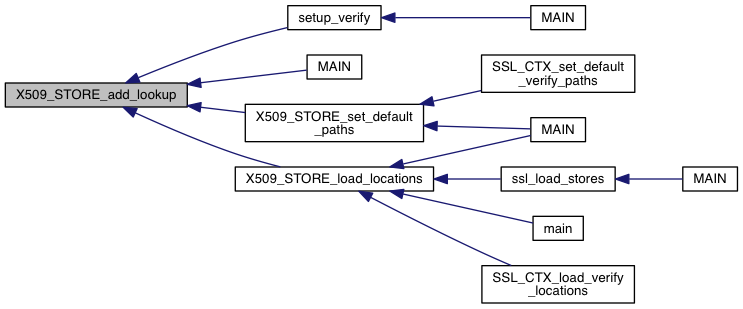 setup_verify
MAIN
MAIN
SSL_CTX_set_default
_verify_paths
X509_STORE_add_lookup
X509_STORE_set_default
_paths
MAIN
X509_STORE_load_locations
ssl_load_stores
MAIN
main
SSL_CTX_load_verify
_locations